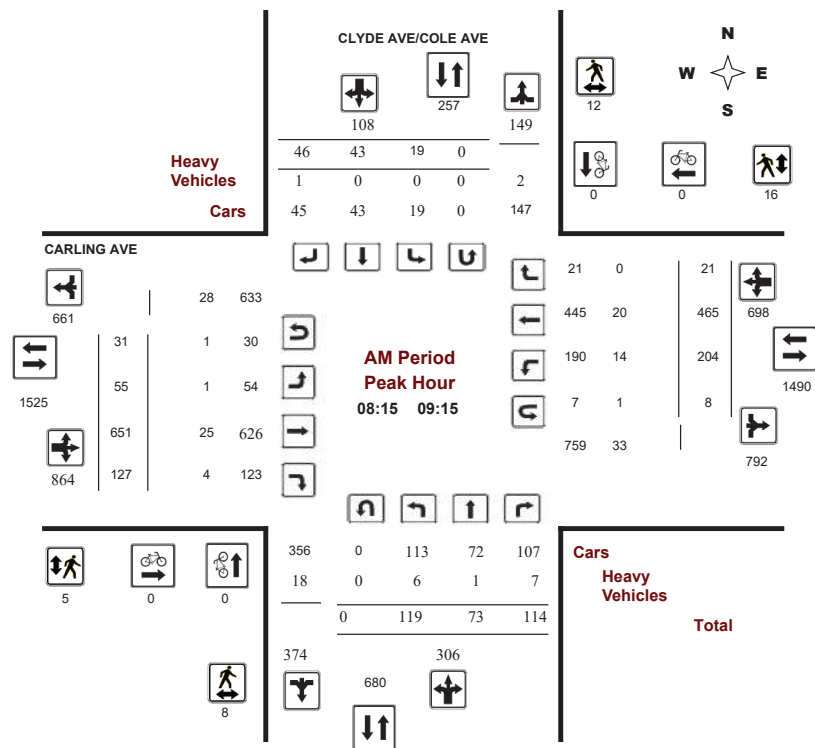 CLYDE AVE/COLE AVE
N
W E
S
257
12
108 149
46 43 19 0
Heavy
Vehicles
1 0 0 0 2
Cars 45 43 19 0 147
0 0 16
CARLING AVE
661
28 633
31 1 30
1525
55 1 54
651 25 626
864
127 4 123
AM Period
Peak Hour
08:15 09:15
21 0 21
445 20 465 698
190 14 204
1490
7 1 8
759 33
792
356 0 113 72 107 Cars
18 0 6 1 7 Heavy
Vehicles
0 119 73 114 Total
5 0 0
374 306
680
8